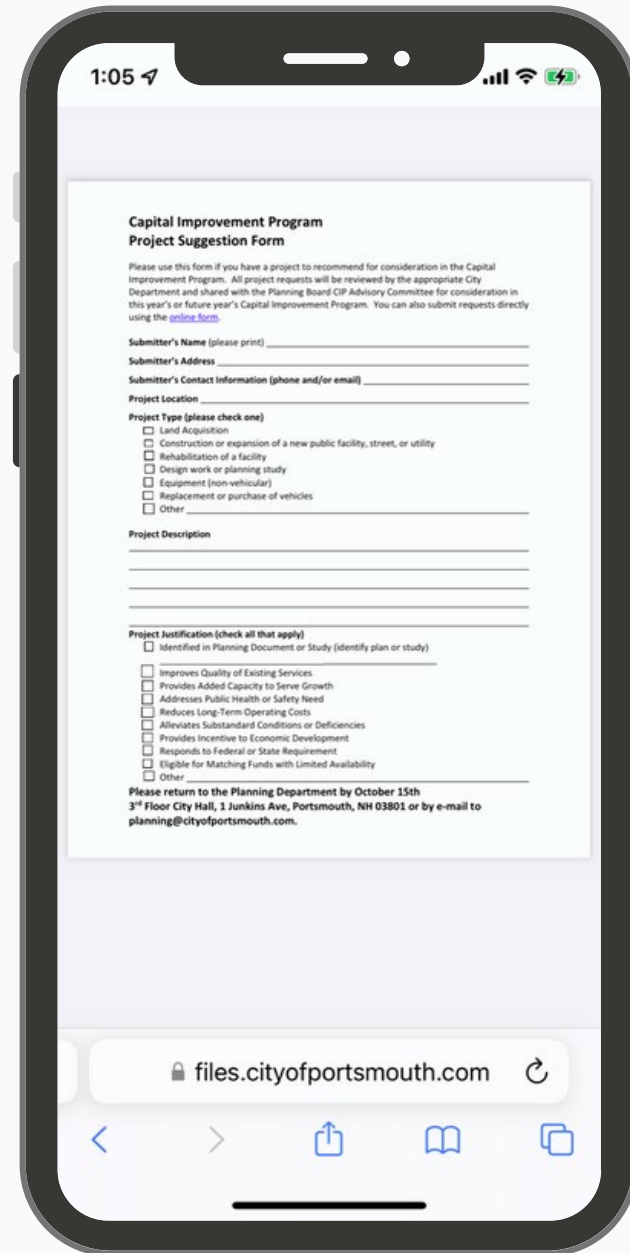 1:05
Capital Improvement Program
Project Suggestion Form
Please use this form if you have a project to recommend for consideration in the Capital
Improvement Program. All project requests will be reviewed by the appropriate City
Department and shared with the Planning Board CIP Advisory Committee for consideration in
this year's or future year's Capital Improvement Program. You can also submit requests directly
using the online form.
Submitter's Name (please print)
Submitter's Address
Submitter's Contact Information (phone and/or email)
Project Location
Project Type (please check one)
Land Acquisition
Construction or expansion of a new public facility, street, or utility
Rehabilitation of a facility
Design work or planning study
Equipment (non-vehicular)
Replacement or purchase of vehicles
Other
Project Description
Project Justification (check all that apply)
Identified in Planning Document or Study (identify plan or study)
Improves Quality of Existing Services
Provides Added Capacity to Serve Growth
Addresses Public Health or Safety Need
Reduces Long-Term Operating Costs
Alleviates Substandard Conditions or Deficiencies
Provides Incentive to Economic Development
Responds to Federal or State Requirement
Eligible for Matching Funds with Limited Availability
Other
Please return to the Planning Department by October 15th
3rd Floor City Hall, 1 Junkins Ave, Portsmouth, NH 03801 or by e-mail to
planning@cityofportsmouth.com.
files.cityofportsmouth.com